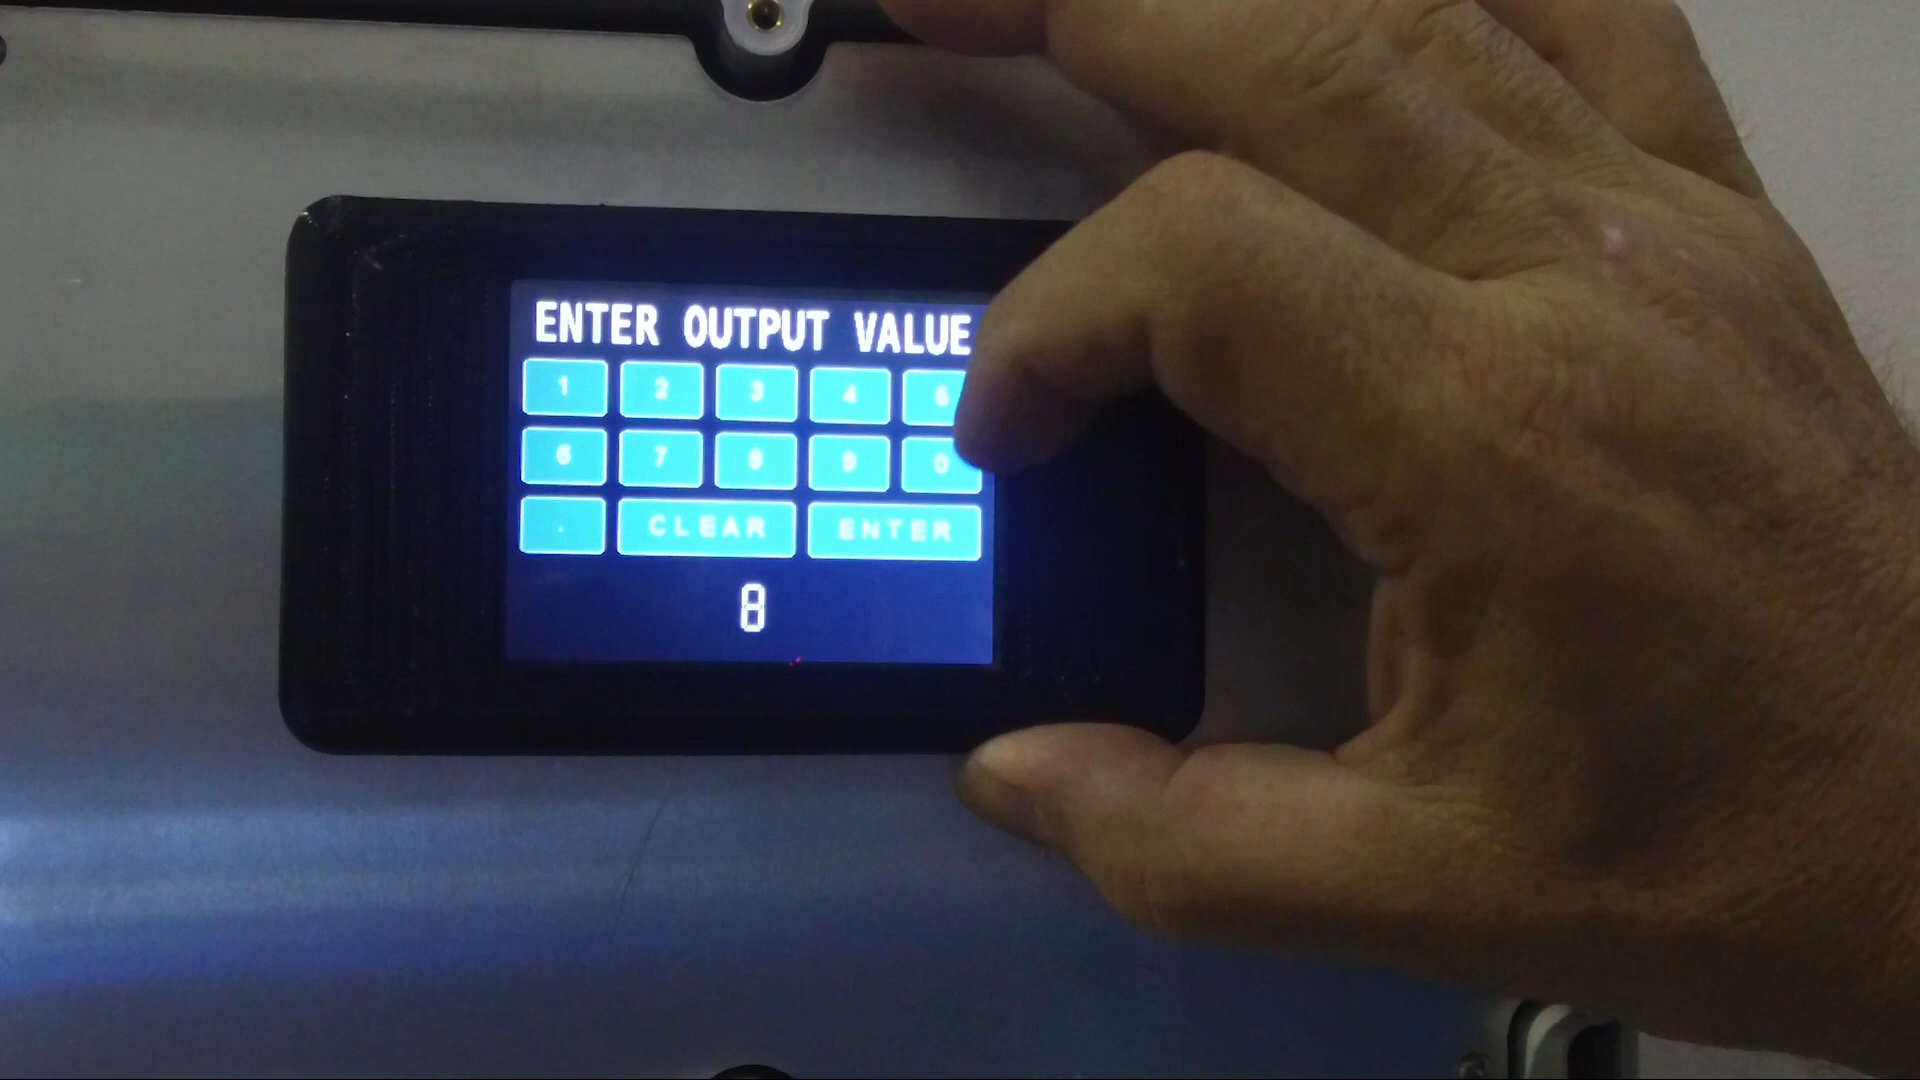 ENTER OUTPUT VALUE
1 2 3 4 5
6 7 8 9 0
. CLEAR ENTER
8